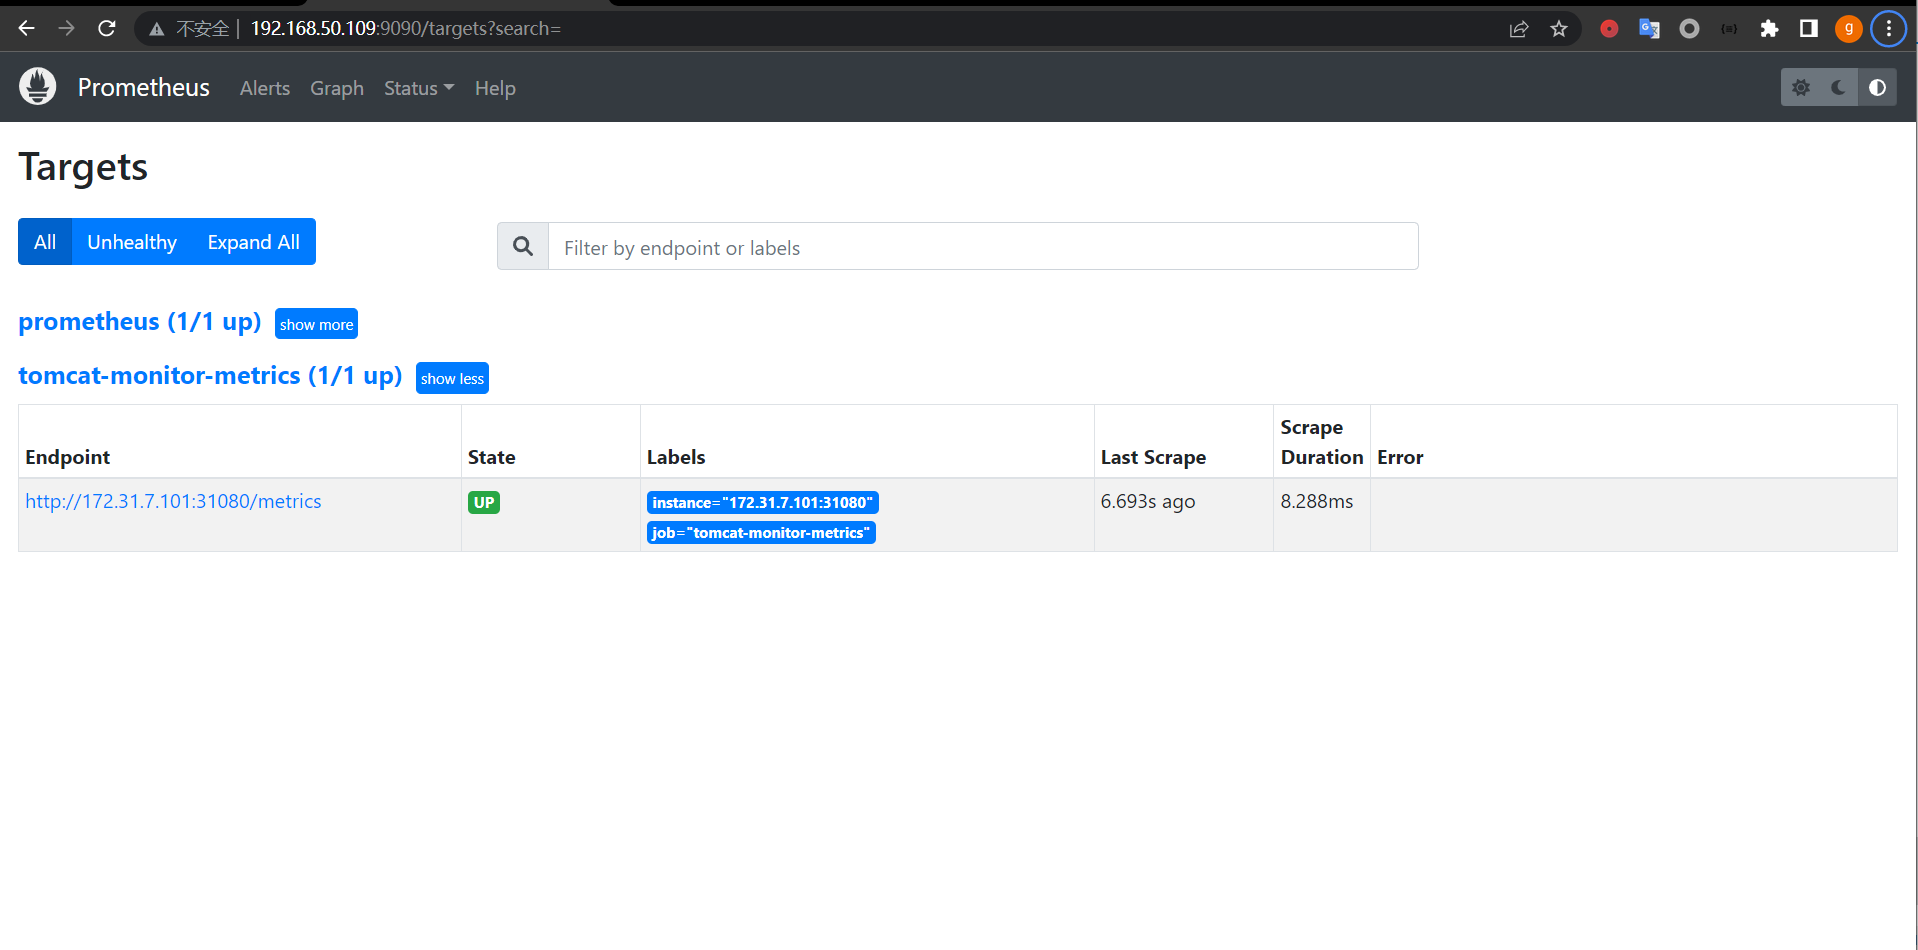 不安全 | 192.168.50.109:9090/targets?search=
g
Prometheus Alerts Graph Status Help
Targets
All Unhealthy Expand All
Filter by endpoint or labels
prometheus (1/1 up) show more
tomcat-monitor-metrics (1/1 up) show less
Endpoint State Labels Last Scrape Scrape Duration Error
http://172.31.7.101:31080/metrics UP instance="172.31.7.101:31080" 6.693s ago 8.288ms
job="tomcat-monitor-metrics"